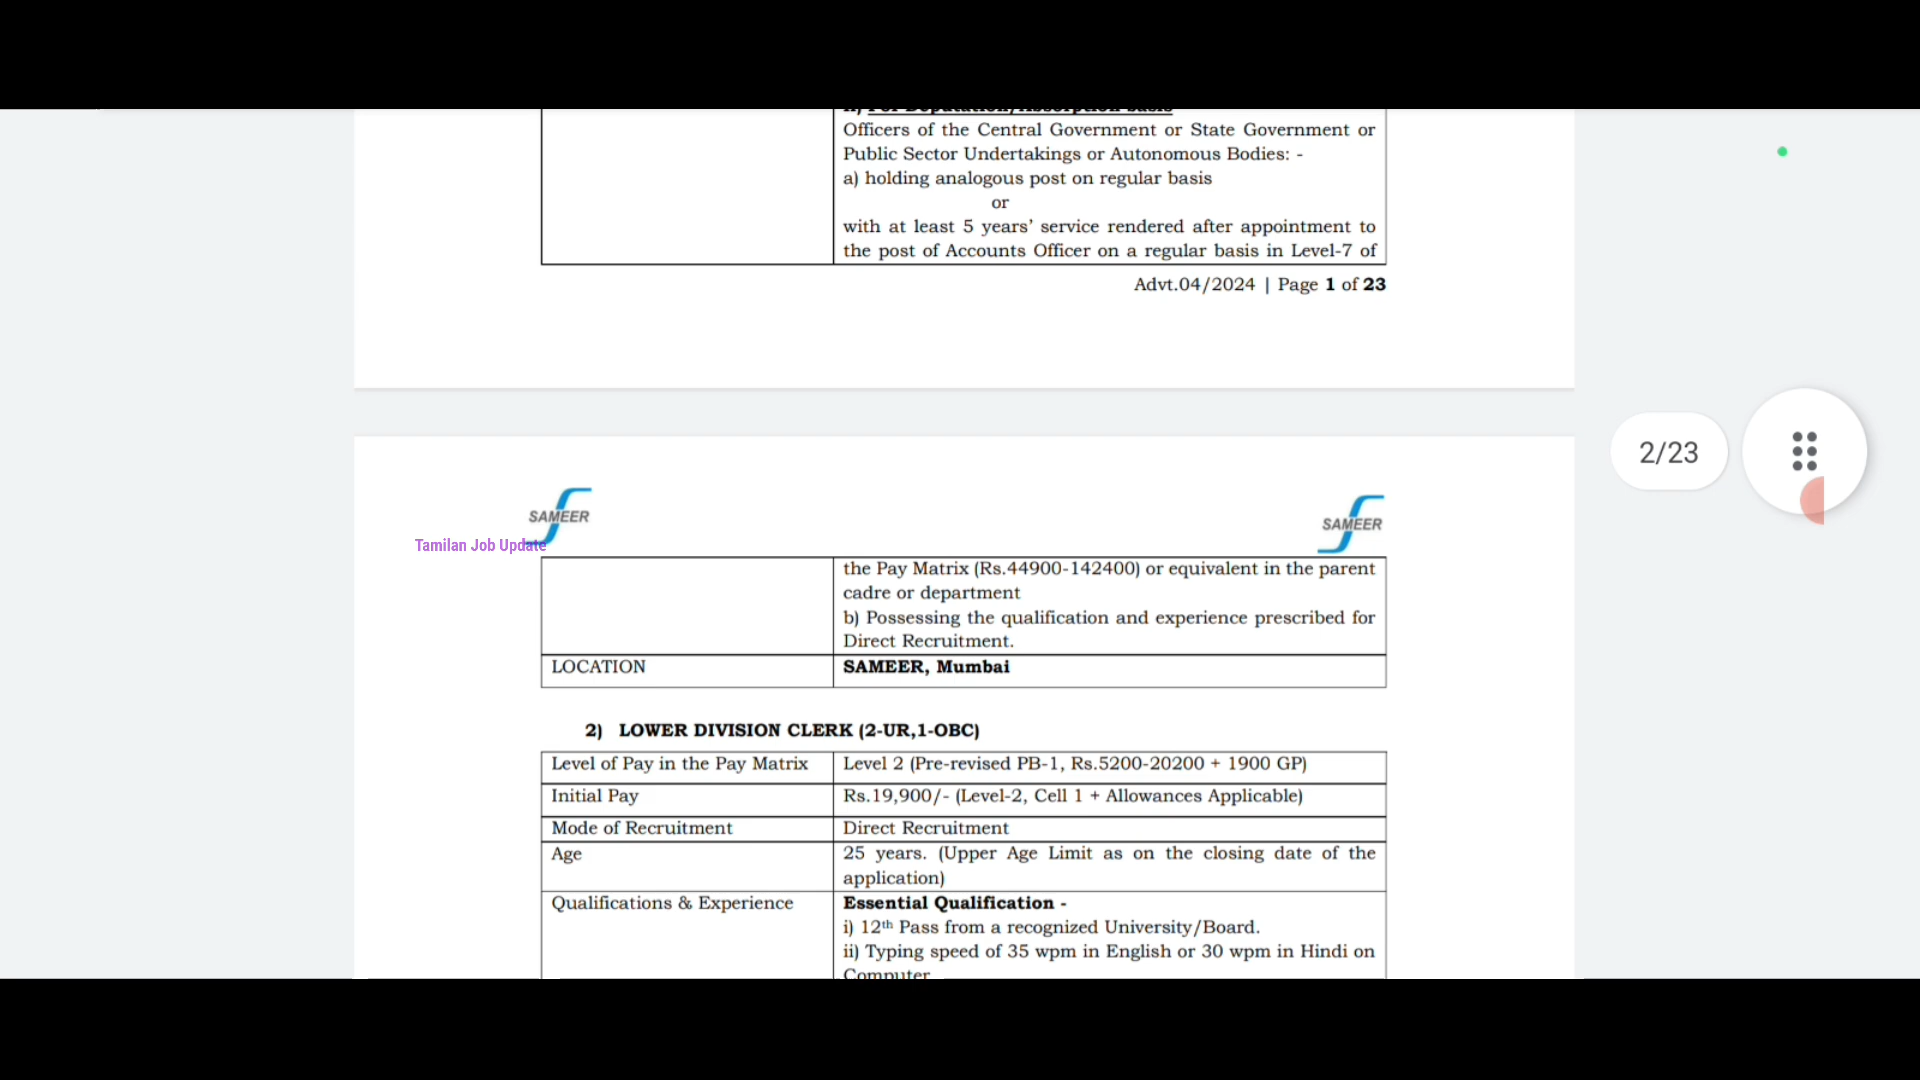 ii) For Deputation/Absorption basis
Officers of the Central Government or State Government or
Public Sector Undertakings or Autonomous Bodies: -
a) holding analogous post on regular basis
or
with at least 5 years’ service rendered after appointment to
the post of Accounts Officer on a regular basis in Level-7 of
Advt.04/2024 | Page 1 of 23
2/23
SAMEER
SAMEER
Tamilan Job Update
the Pay Matrix (Rs.44900-142400) or equivalent in the parent
cadre or department
b) Possessing the qualification and experience prescribed for
Direct Recruitment.
LOCATION
SAMEER, Mumbai
2) LOWER DIVISION CLERK (2-UR,1-OBC)
Level of Pay in the Pay Matrix
Level 2 (Pre-revised PB-1, Rs.5200-20200 + 1900 GP)
Initial Pay
Rs.19,900/- (Level-2, Cell 1 + Allowances Applicable)
Mode of Recruitment
Direct Recruitment
Age
25 years. (Upper Age Limit as on the closing date of the
application)
Qualifications & Experience
Essential Qualification -
i) 12th Pass from a recognized University/Board.
ii) Typing speed of 35 wpm in English or 30 wpm in Hindi on
Computer